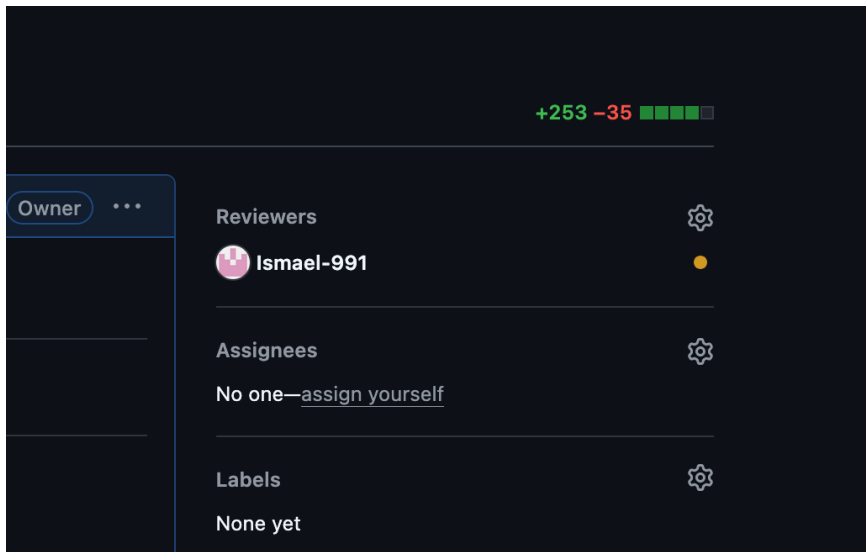 +253 −35
Owner ...
Reviewers
Ismael-991
Assignees
No one—assign yourself
Labels
None yet